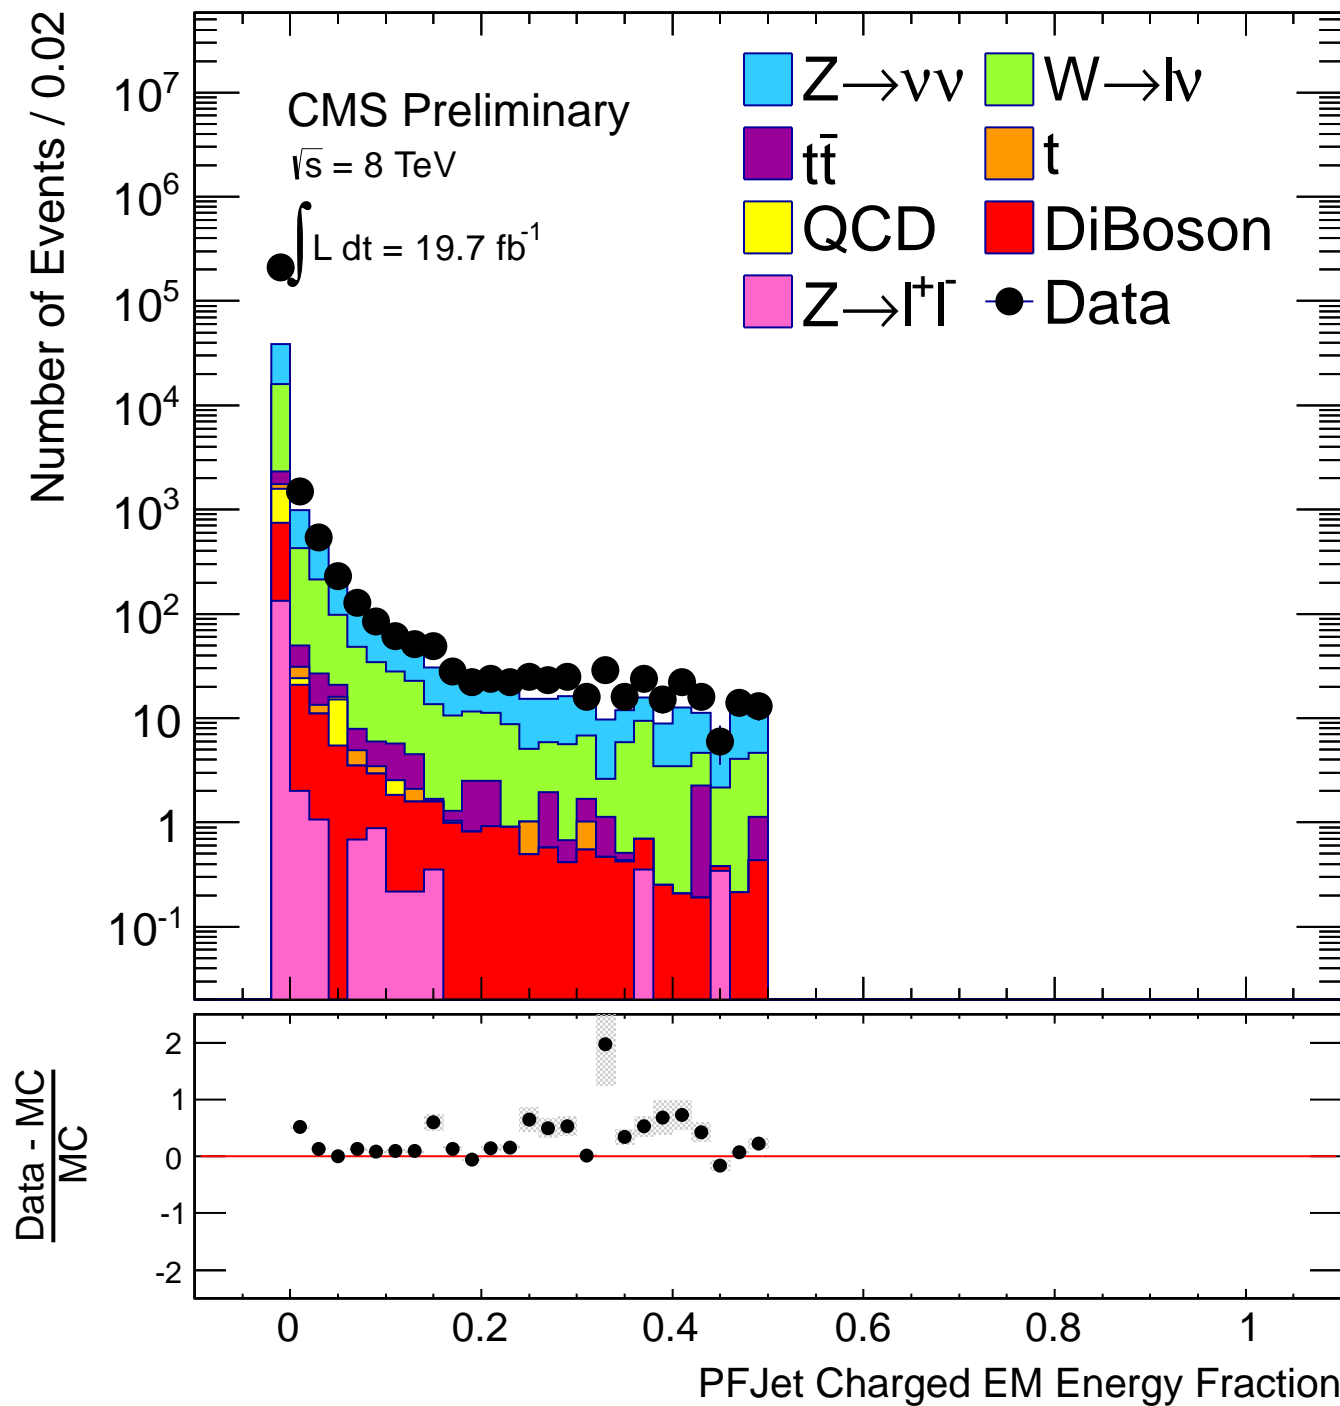 Number of Events / 0.02
10⁷
10⁶
10⁵
10⁴
10³
10²
10
1
10⁻¹
CMS Preliminary
√s = 8 TeV
∫ L dt = 19.7 fb⁻¹
Z→νν W→lν
tt̄ t
QCD DiBoson
Z→l⁺l⁻ Data
Data - MC
MC
2
1
0
-1
-2
0 0.2 0.4 0.6 0.8 1
PFJet Charged EM Energy Fraction